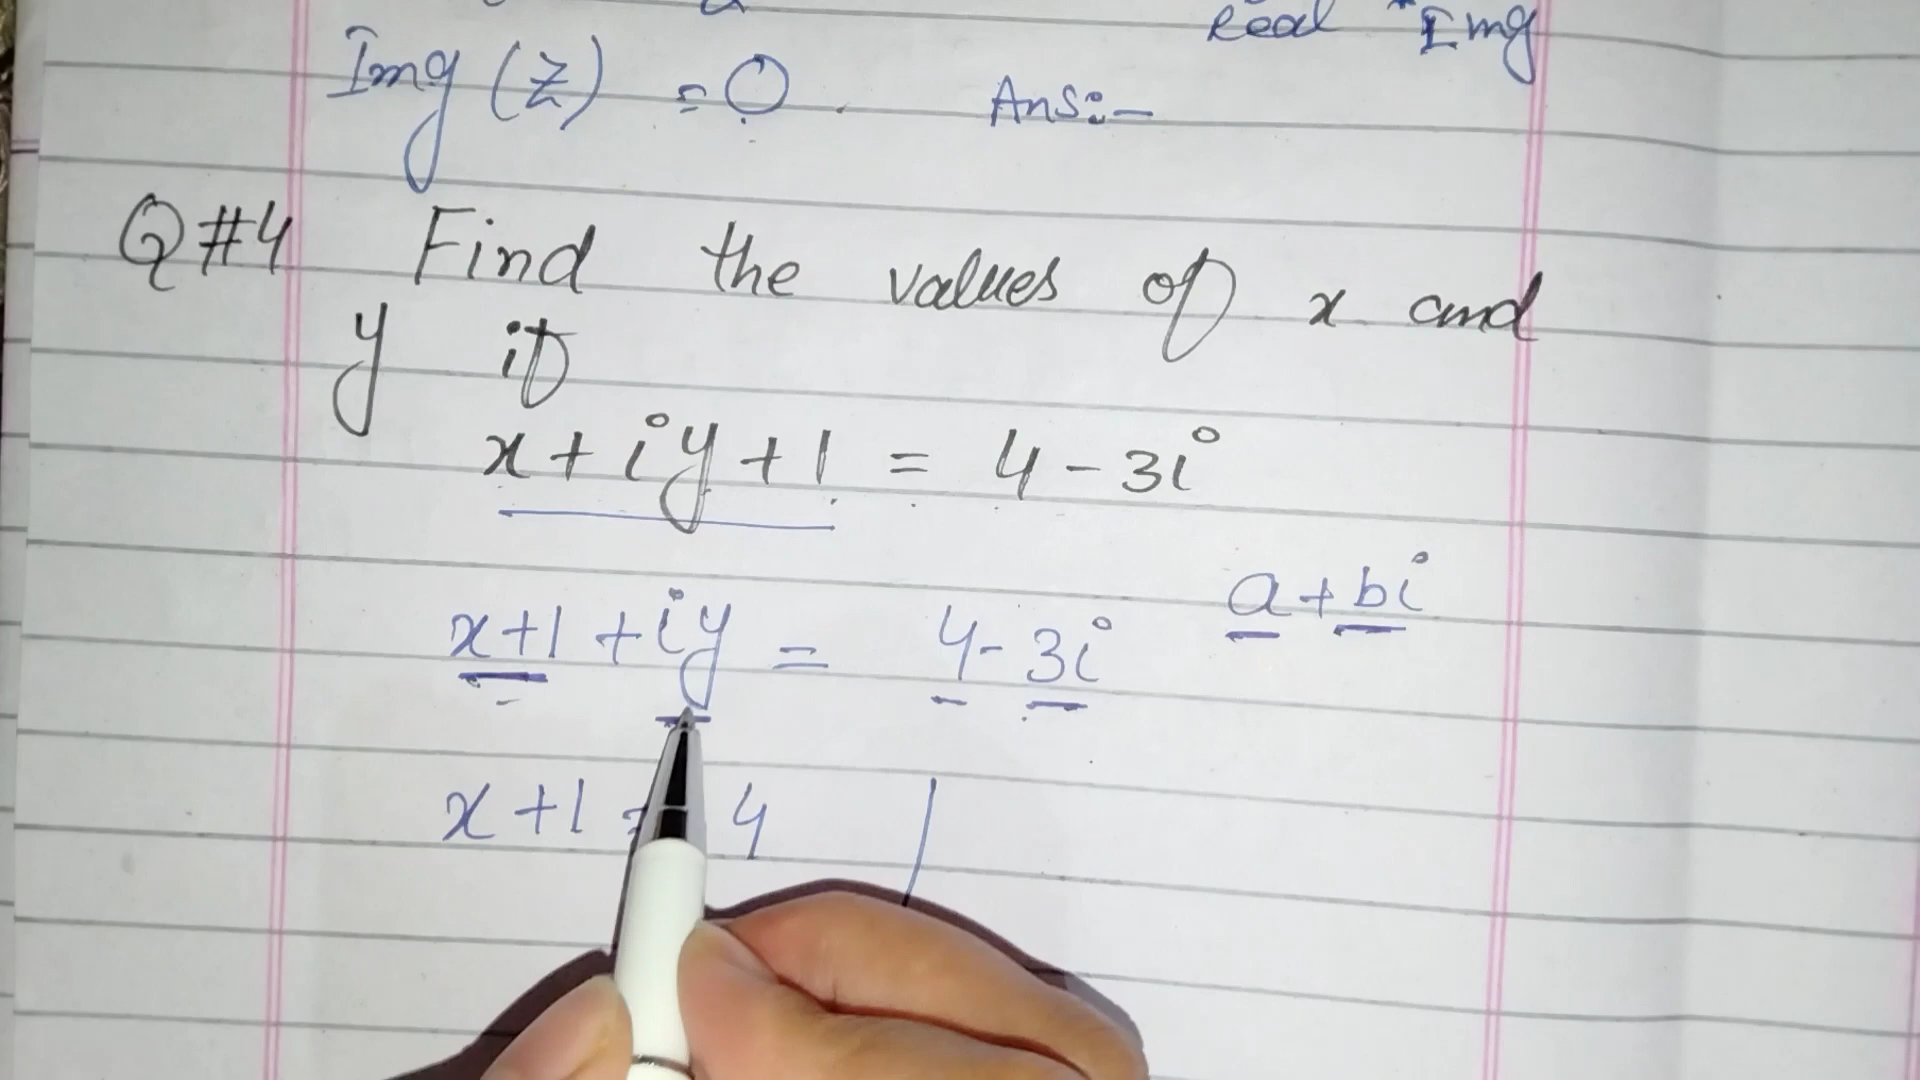 Real Img
Img (Z) = 0. Ans:-
Q#4 Find the values of x and
y if
x + iy + 1 = 4 - 3i
a + bi
x+1 + iy = 4 - 3i
x + 1 = 4